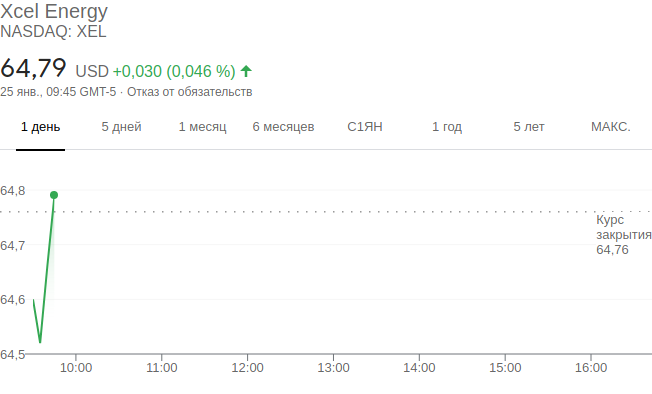 Xcel Energy
NASDAQ: XEL
64,79 USD +0,030 (0,046 %)
25 янв., 09:45 GMT-5 · Отказ от обязательств
1 день 5 дней 1 месяц 6 месяцев С1ЯН 1 год 5 лет МАКС.
64,8
Курс
закрытия
64,76
64,7
64,6
64,5
10:00 11:00 12:00 13:00 14:00 15:00 16:00